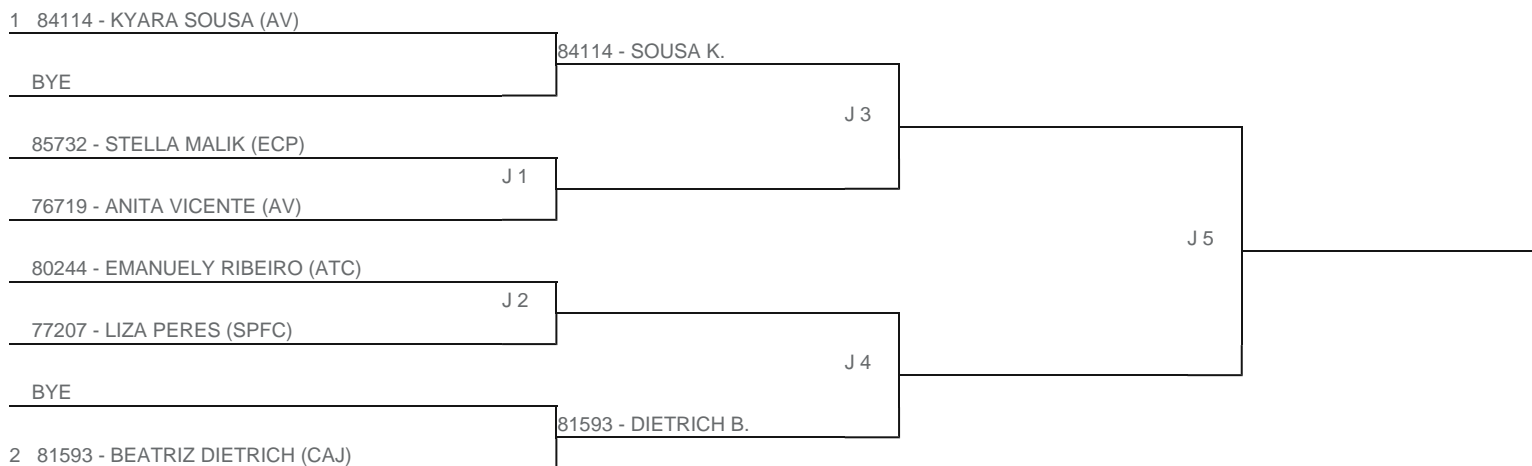 1 84114 - KYARA SOUSA (AV)
84114 - SOUSA K.
BYE
J 3
85732 - STELLA MALIK (ECP)
J 1
76719 - ANITA VICENTE (AV)
J 5
80244 - EMANUELY RIBEIRO (ATC)
J 2
77207 - LIZA PERES (SPFC)
J 4
BYE
81593 - DIETRICH B.
2 81593 - BEATRIZ DIETRICH (CAJ)